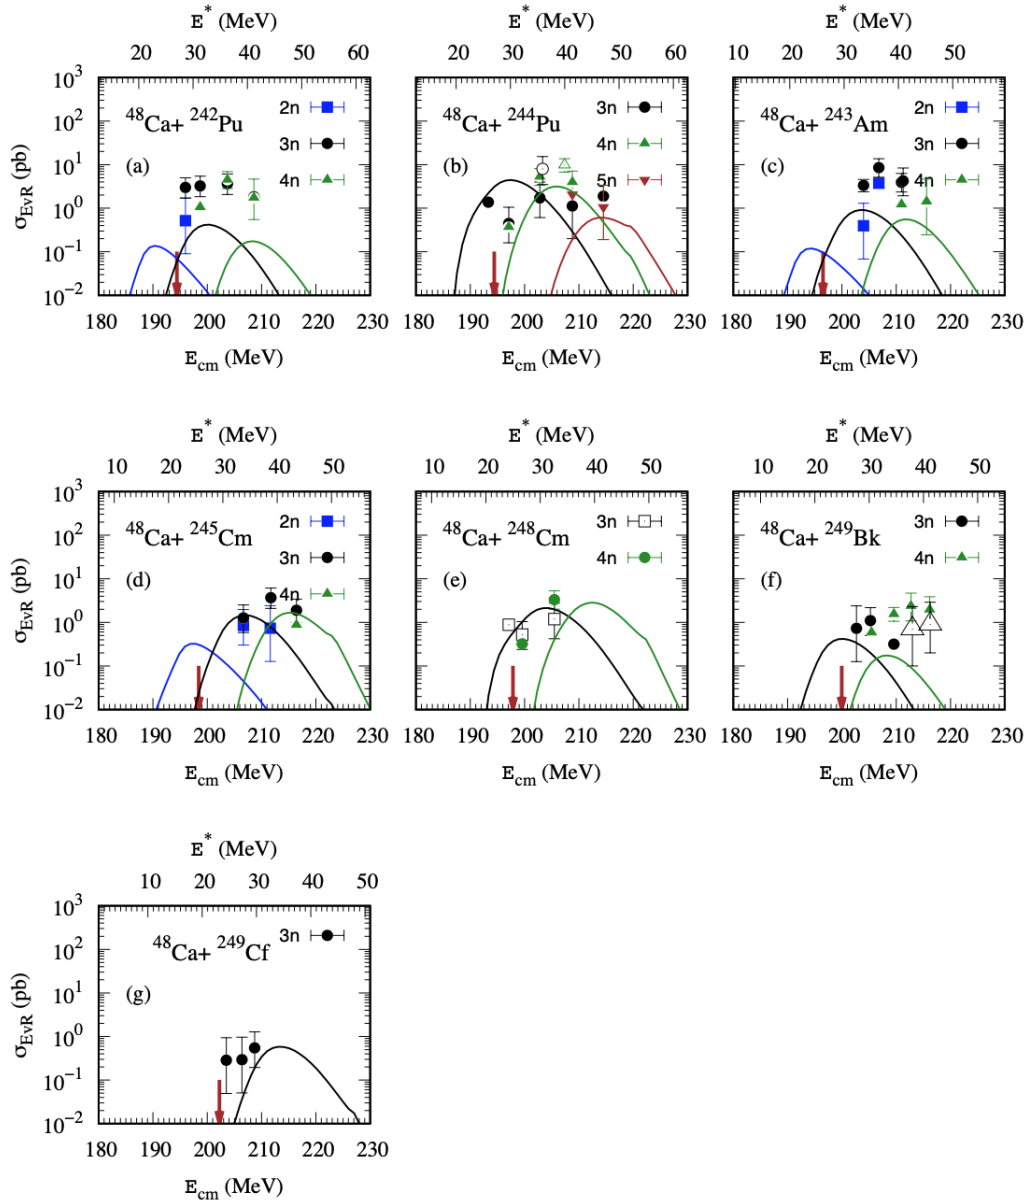 E* (MeV)
20 30 40 50 60
10³
10²
10¹
10⁰
10⁻¹
10⁻²
σEvR (pb)
⁴⁸Ca+ ²⁴²Pu
(a)
2n
3n
4n
180 190 200 210 220 230
Ecm (MeV)
E* (MeV)
20 30 40 50 60
⁴⁸Ca+ ²⁴⁴Pu
(b)
3n
4n
5n
180 190 200 210 220 230
Ecm (MeV)
E* (MeV)
10 20 30 40 50
⁴⁸Ca+ ²⁴³Am
(c)
2n
3n
4n
180 190 200 210 220 230
Ecm (MeV)
E* (MeV)
10 20 30 40 50
10³
10²
10¹
10⁰
10⁻¹
10⁻²
σEvR (pb)
⁴⁸Ca+ ²⁴⁵Cm
(d)
2n
3n
4n
180 190 200 210 220 230
Ecm (MeV)
E* (MeV)
10 20 30 40 50
⁴⁸Ca+ ²⁴⁸Cm
(e)
3n
4n
180 190 200 210 220 230
Ecm (MeV)
E* (MeV)
10 20 30 40 50
⁴⁸Ca+ ²⁴⁹Bk
(f)
3n
4n
180 190 200 210 220 230
Ecm (MeV)
E* (MeV)
10 20 30 40 50
10³
10²
10¹
10⁰
10⁻¹
10⁻²
σEvR (pb)
⁴⁸Ca+ ²⁴⁹Cf
(g)
3n
180 190 200 210 220 230
Ecm (MeV)